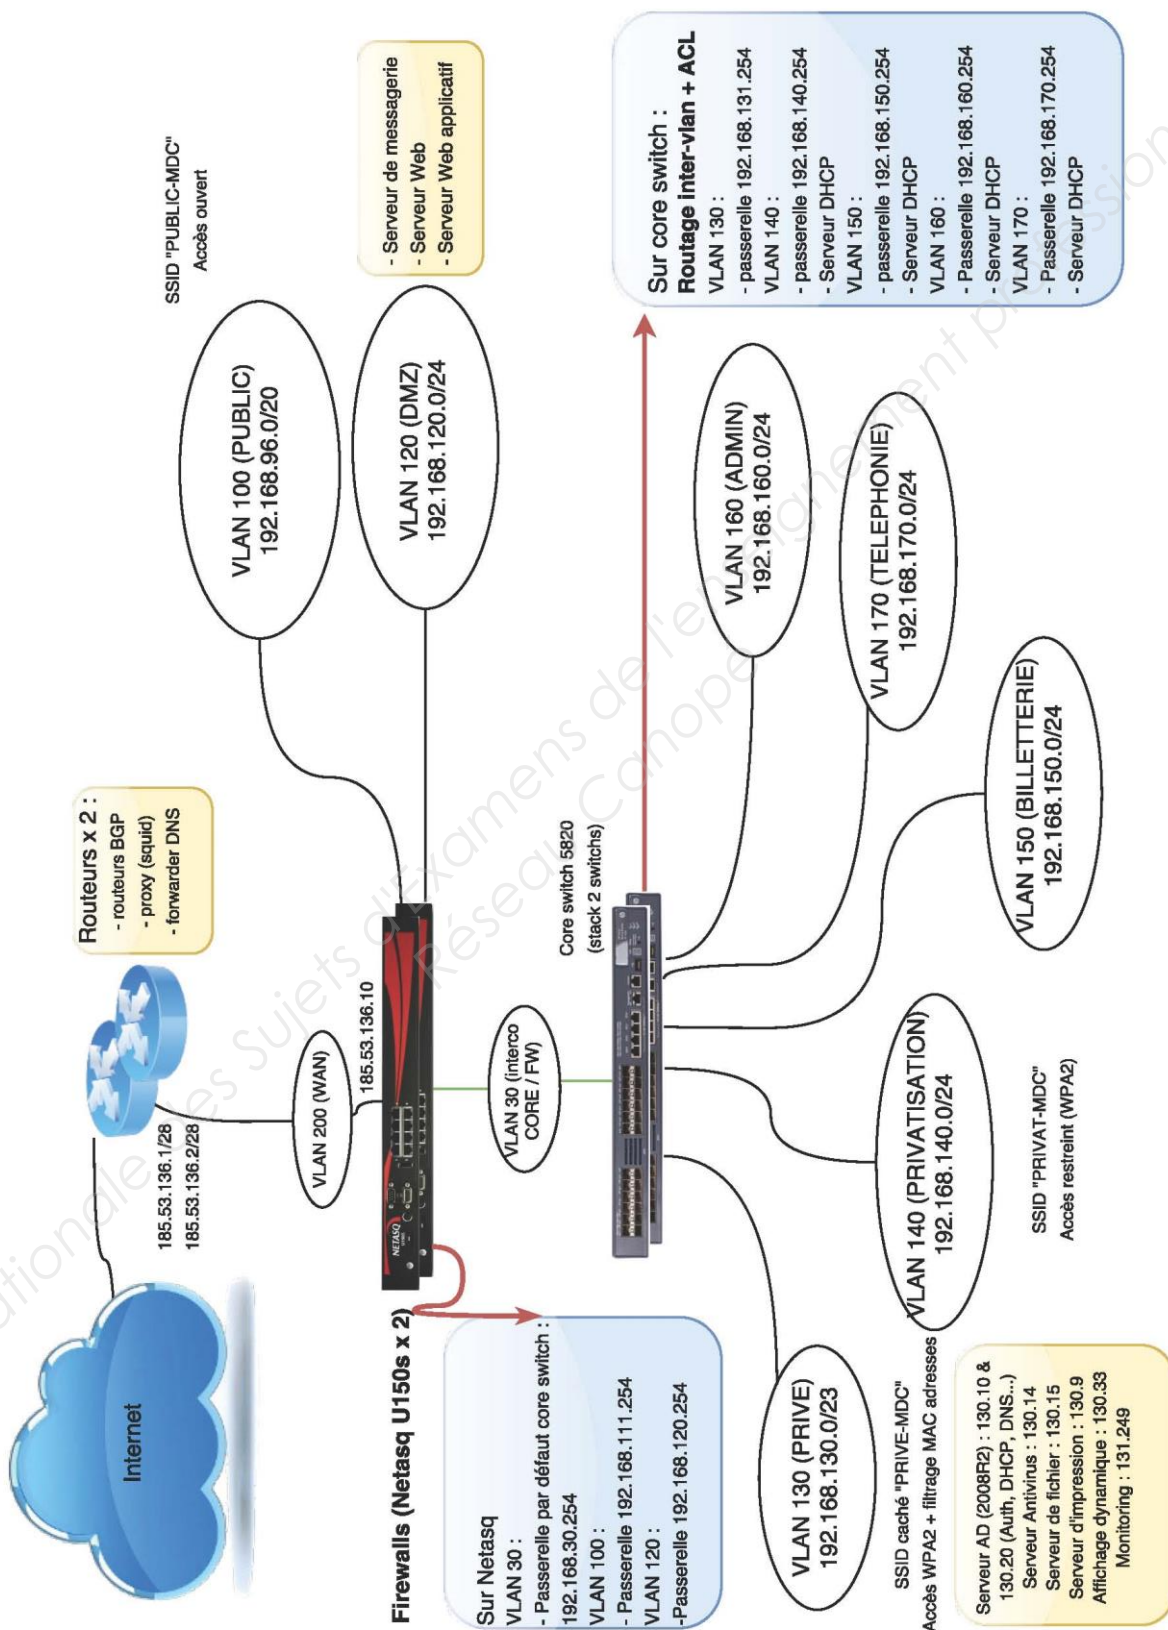 Internet
185.53.136.1/28
185.53.136.2/28
Routeurs x 2 :
- routeurs BGP
- proxy (squid)
- forwarder DNS
SSID "PUBLIC-MDC"
Accès ouvert
VLAN 200 (WAN)
185.53.136.10
VLAN 100 (PUBLIC)
192.168.96.0/20
- Serveur de messagerie
- Serveur Web
- Serveur Web applicatif
VLAN 120 (DMZ)
192.168.120.0/24
NETASQ
Firewalls (Netasq U150s x 2)
Sur Netasq
VLAN 30 :
- Passerelle par défaut core switch :
192.168.30.254
VLAN 100 :
- Passerelle 192.168.111.254
VLAN 120 :
-Passerelle 192.168.120.254
VLAN 30 (interco
CORE / FW)
Core switch 5820
(stack 2 switchs)
Sur core switch :
Routage inter-vlan + ACL
VLAN 130 :
- passerelle 192.168.131.254
VLAN 140 :
- passerelle 192.168.140.254
- Serveur DHCP
VLAN 150 :
- passerelle 192.168.150.254
- Serveur DHCP
VLAN 160 :
- Passerelle 192.168.160.254
- Serveur DHCP
VLAN 170 :
- Passerelle 192.168.170.254
- Serveur DHCP
VLAN 130 (PRIVE)
192.168.130.0/23
VLAN 140 (PRIVATISATION)
192.168.140.0/24
VLAN 150 (BILLETTERIE)
192.168.150.0/24
VLAN 170 (TELEPHONIE)
192.168.170.0/24
VLAN 160 (ADMIN)
192.168.160.0/24
SSID caché "PRIVE-MDC"
Accès WPA2 + filtrage MAC adresses
SSID "PRIVAT-MDC"
Accès restreint (WPA2)
Serveur AD (2008R2) : 130.10 &
130.20 (Auth, DHCP, DNS...)
Serveur Antivirus : 130.14
Serveur de fichier : 130.15
Serveur d'impression : 130.9
Affichage dynamique : 130.33
Monitoring : 131.249
des Sujets d'Examens de l'enseignement
Réseau Canopé